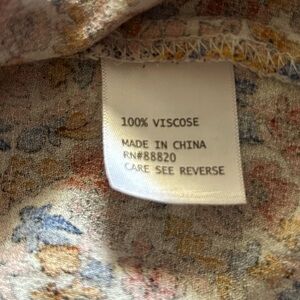 100% VISCOSE
MADE IN CHINA
RN#88820
CARE SEE REVERSE